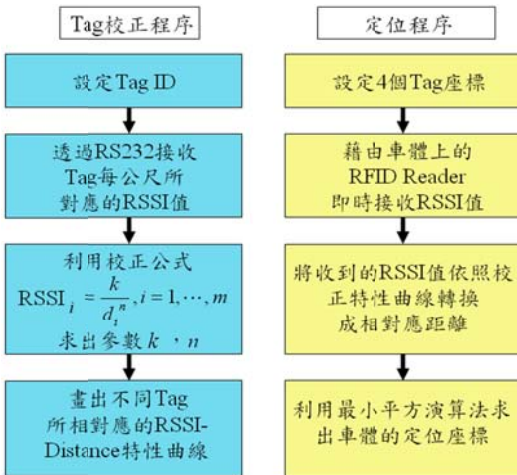 Tag校正程序
設定Tag ID
透過RS232接收
Tag每公尺所
對應的RSSI值
利用校正公式
RSSI_i = k/d_i^n, i = 1,⋯,m
求出參數 k , n
畫出不同Tag
所相對應的RSSI-
Distance特性曲線
定位程序
設定4個Tag座標
藉由車體上的
RFID Reader
即時接收RSSI值
將收到的RSSI值依照校
正特性曲線轉換
成相對應距離
利用最小平方演算法求
出車體的定位座標